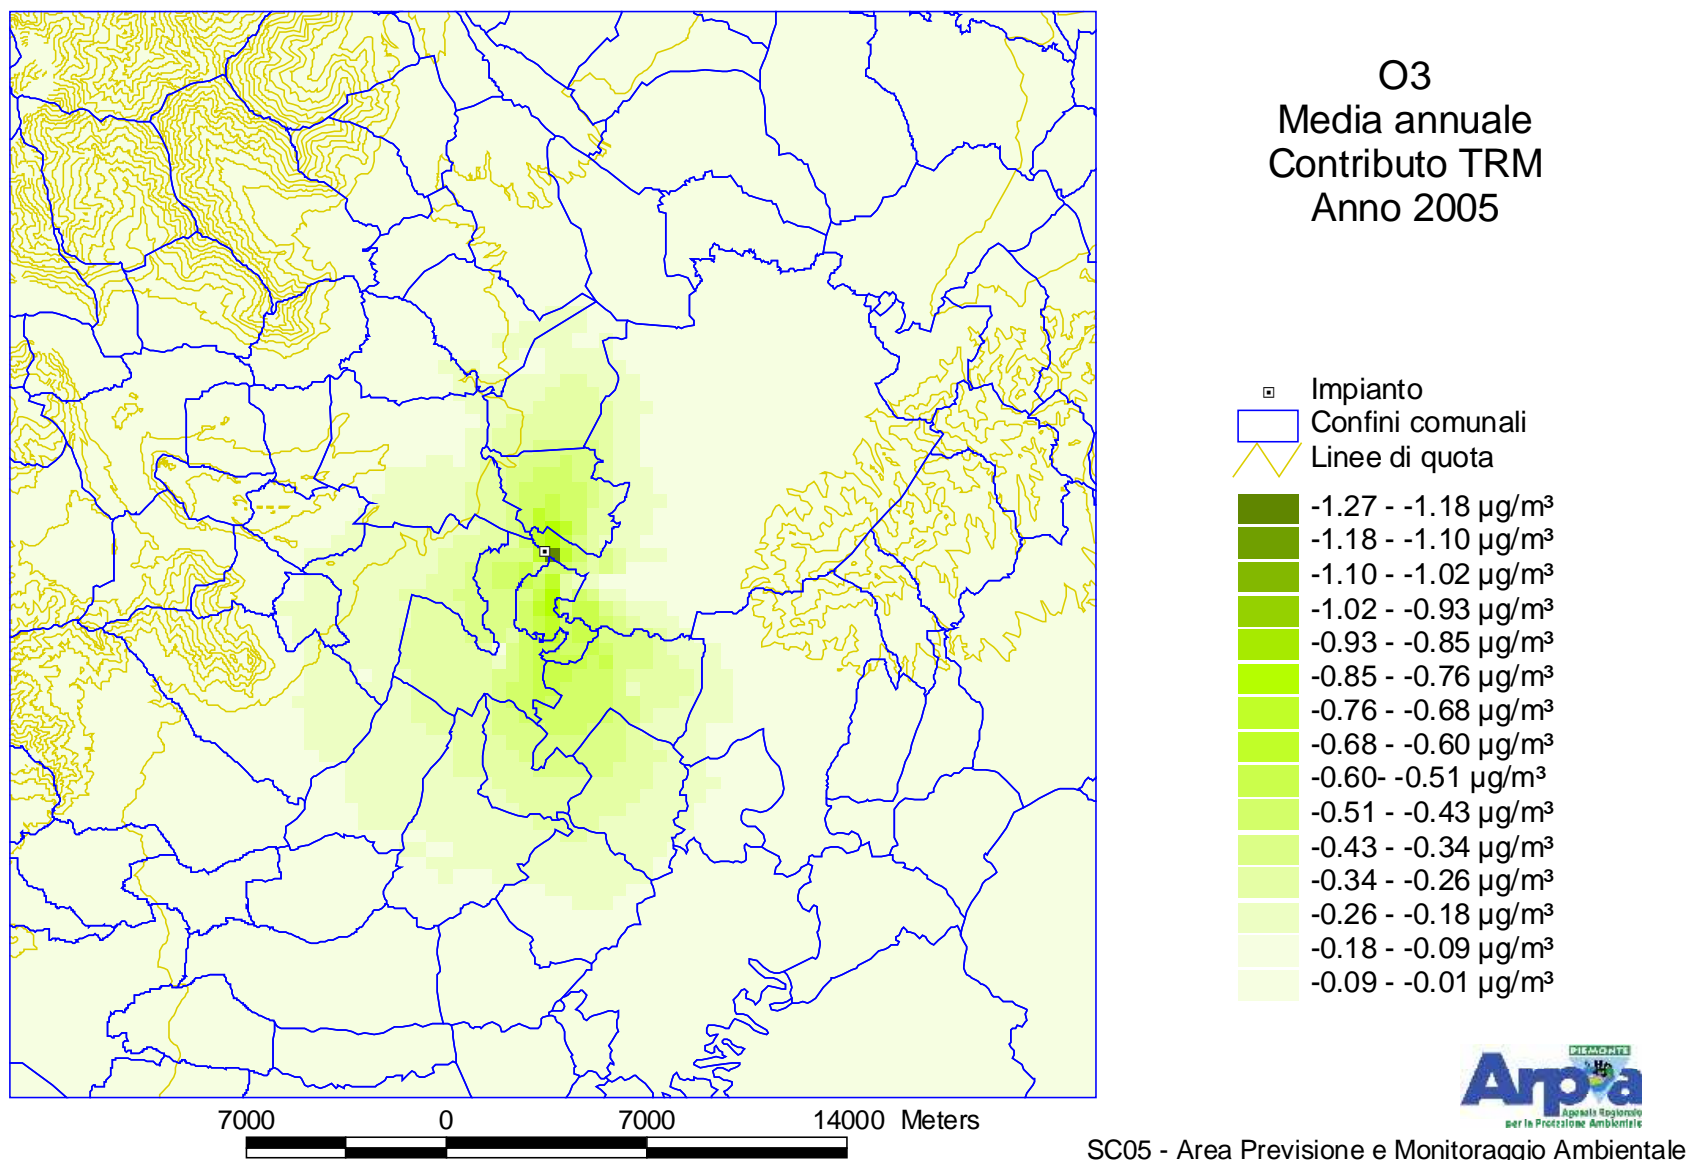 O3
Media annuale
Contributo TRM
Anno 2005
Impianto
Confini comunali
Linee di quota
-1.27 - -1.18 µg/m³
-1.18 - -1.10 µg/m³
-1.10 - -1.02 µg/m³
-1.02 - -0.93 µg/m³
-0.93 - -0.85 µg/m³
-0.85 - -0.76 µg/m³
-0.76 - -0.68 µg/m³
-0.68 - -0.60 µg/m³
-0.60- -0.51 µg/m³
-0.51 - -0.43 µg/m³
-0.43 - -0.34 µg/m³
-0.34 - -0.26 µg/m³
-0.26 - -0.18 µg/m³
-0.18 - -0.09 µg/m³
-0.09 - -0.01 µg/m³
PIEMONTE
Arpa
Agenzia Regionale
per la Protezione Ambientale
7000 0 7000 14000 Meters
SC05 - Area Previsione e Monitoraggio Ambientale